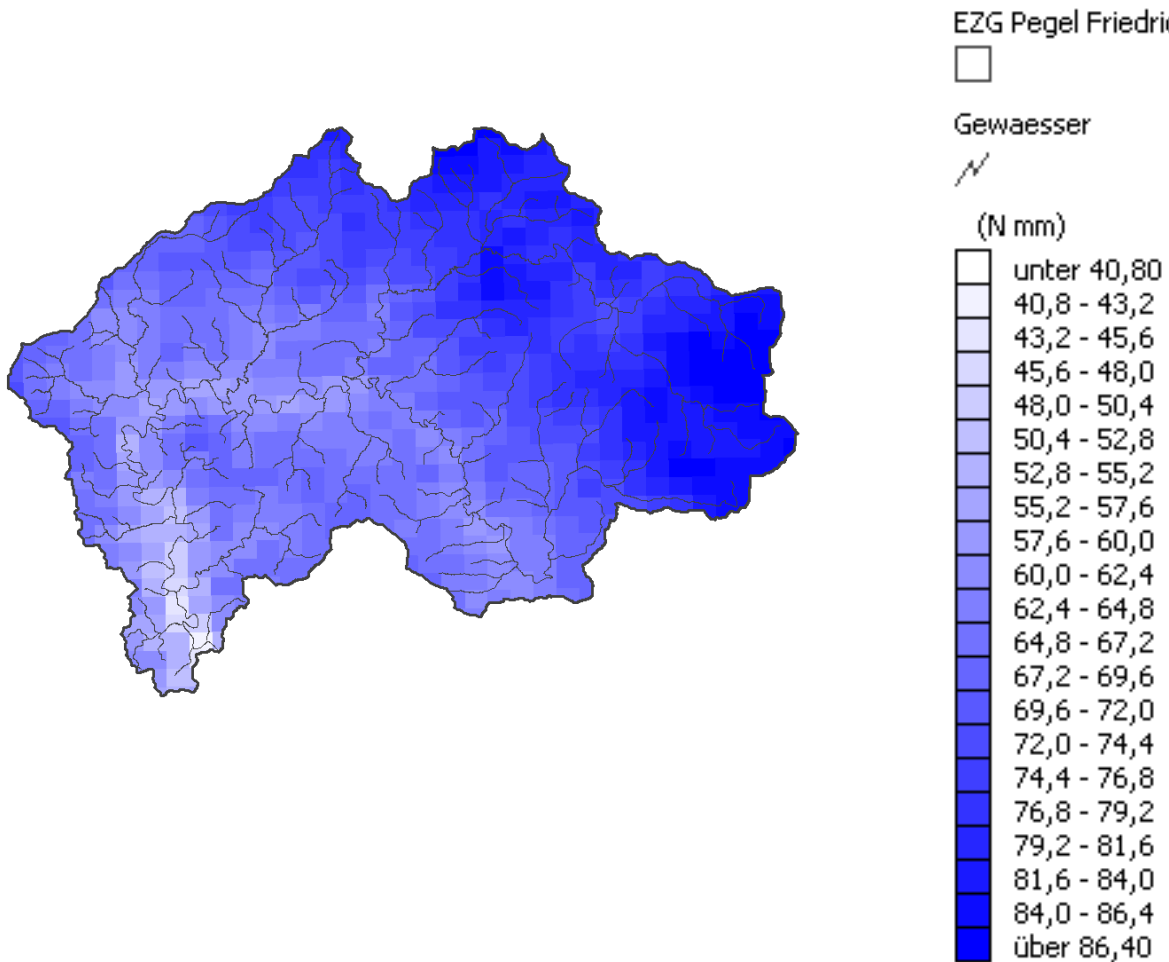 EZG Pegel Friedri
Gewaesser
(N mm)
unter 40,80
40,8 - 43,2
43,2 - 45,6
45,6 - 48,0
48,0 - 50,4
50,4 - 52,8
52,8 - 55,2
55,2 - 57,6
57,6 - 60,0
60,0 - 62,4
62,4 - 64,8
64,8 - 67,2
67,2 - 69,6
69,6 - 72,0
72,0 - 74,4
74,4 - 76,8
76,8 - 79,2
79,2 - 81,6
81,6 - 84,0
84,0 - 86,4
über 86,40